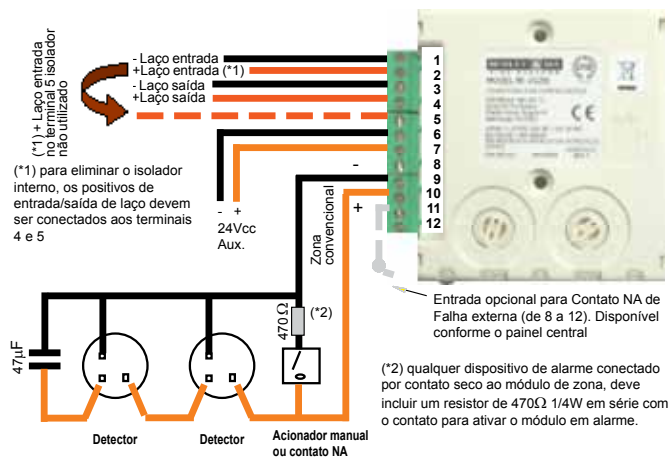 - Laço entrada
+Laço entrada (*1)
- Laço saída
+Laço saída
(*1) + Laço entrada
no terminal 5 isolador
não utilizado
(*1) para eliminar o isolador
interno, os positivos de
entrada/saída de laço devem
ser conectados aos terminais
4 e 5
- +
24Vcc
Aux.
Zona
convencional
-
+
1
2
3
4
5
6
7
8
9
10
11
12
Entrada opcional para Contato NA de
Falha externa (de 8 a 12). Disponível
conforme o painel central
470Ω
(*2)
47µF
(*2) qualquer dispositivo de alarme conectado
por contato seco ao módulo de zona, deve
incluir um resistor de 470Ω 1/4W em série com
o contato para ativar o módulo em alarme.
Detector
Detector
Acionador manual
ou contato NA
CE